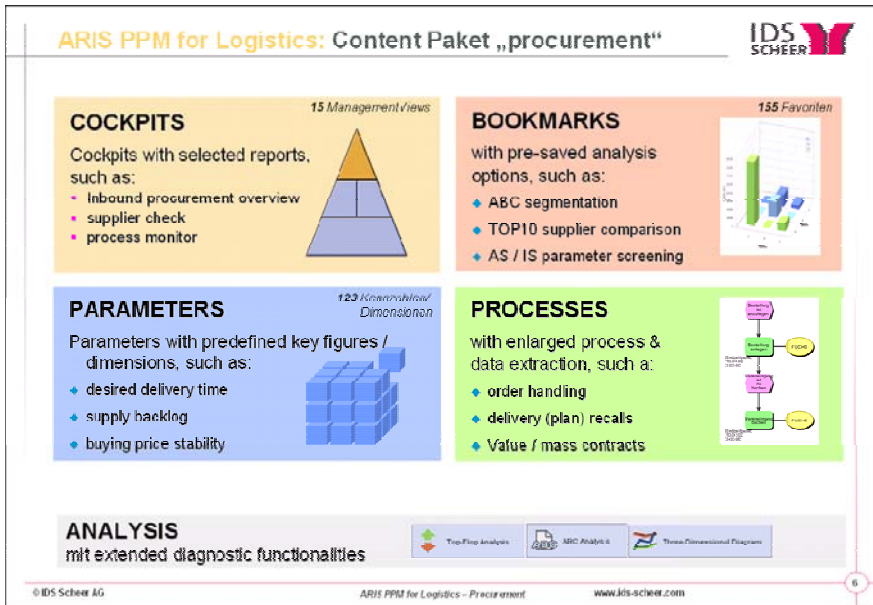 ARIS PPM for Logistics: Content Paket „procurement“
IDS
SCHEER
COCKPITS
15 Managementviews
Cockpits with selected reports,
such as:
Inbound procurement overview
supplier check
process monitor
BOOKMARKS
155 Favoriten
with pre-saved analysis
options, such as:
ABC segmentation
TOP10 supplier comparison
AS / IS parameter screening
PARAMETERS
123 Kennzahlen/
Dimensionen
Parameters with predefined key figures /
dimensions, such as:
desired delivery time
supply backlog
buying price stability
PROCESSES
with enlarged process &
data extraction, such a:
order handling
delivery (plan) recalls
Value / mass contracts
ANALYSIS
mit extended diagnostic functionalities
Top-Flop Analysis
ABC
ABC Analysis
Three-Dimensional Diagram
6
© IDS Scheer AG
ARIS PPM for Logistics – Procurement
www.ids-scheer.com